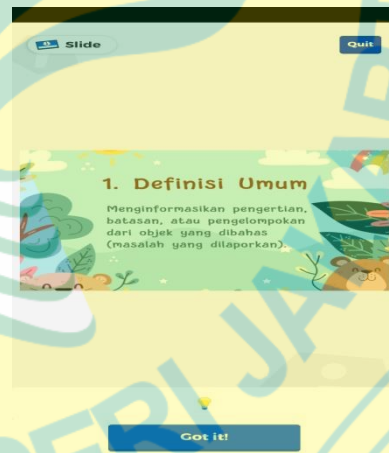 Slide
Quit
1. Definisi Umum
Menginformasikan pengertian,
batasan, atau pengelompokan
dari objek yang dibahas
(masalah yang dilaporkan).
Got it!